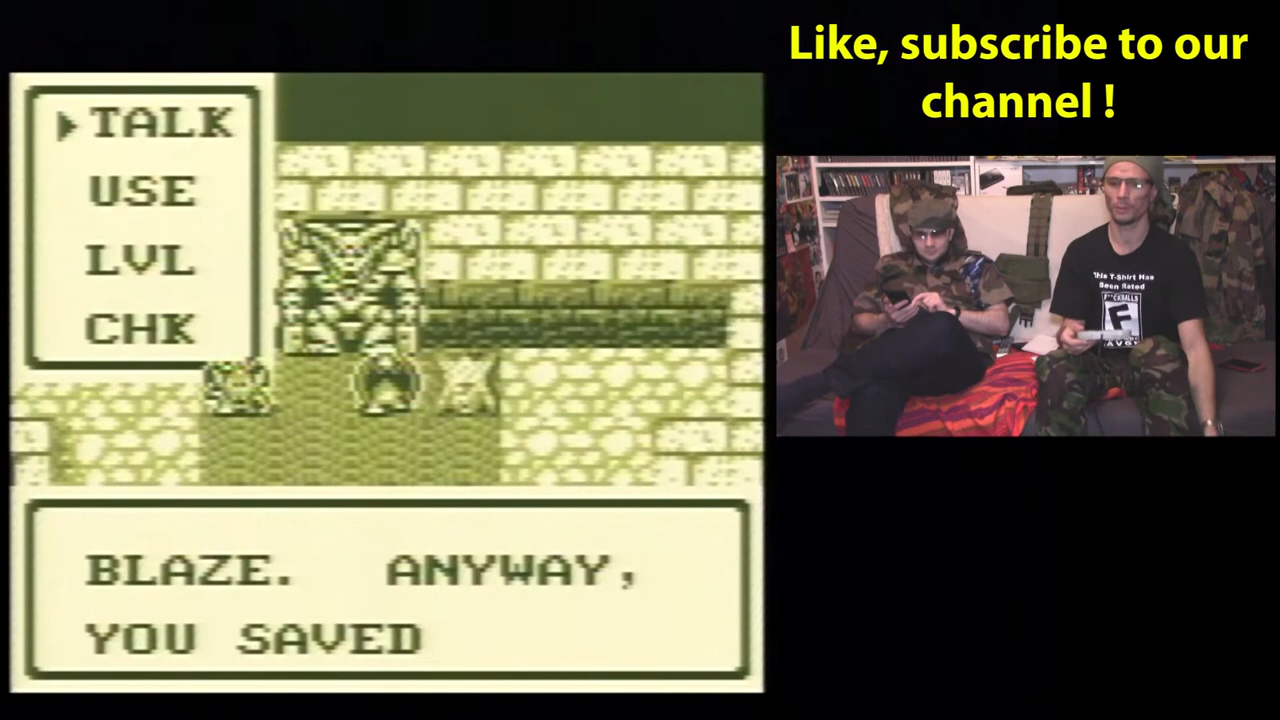 Like, subscribe to our
channel !
TALK
USE
LVL
CHK
This T-Shirt Has
Been Rated
F
BLAZE. ANYWAY,
YOU SAVED